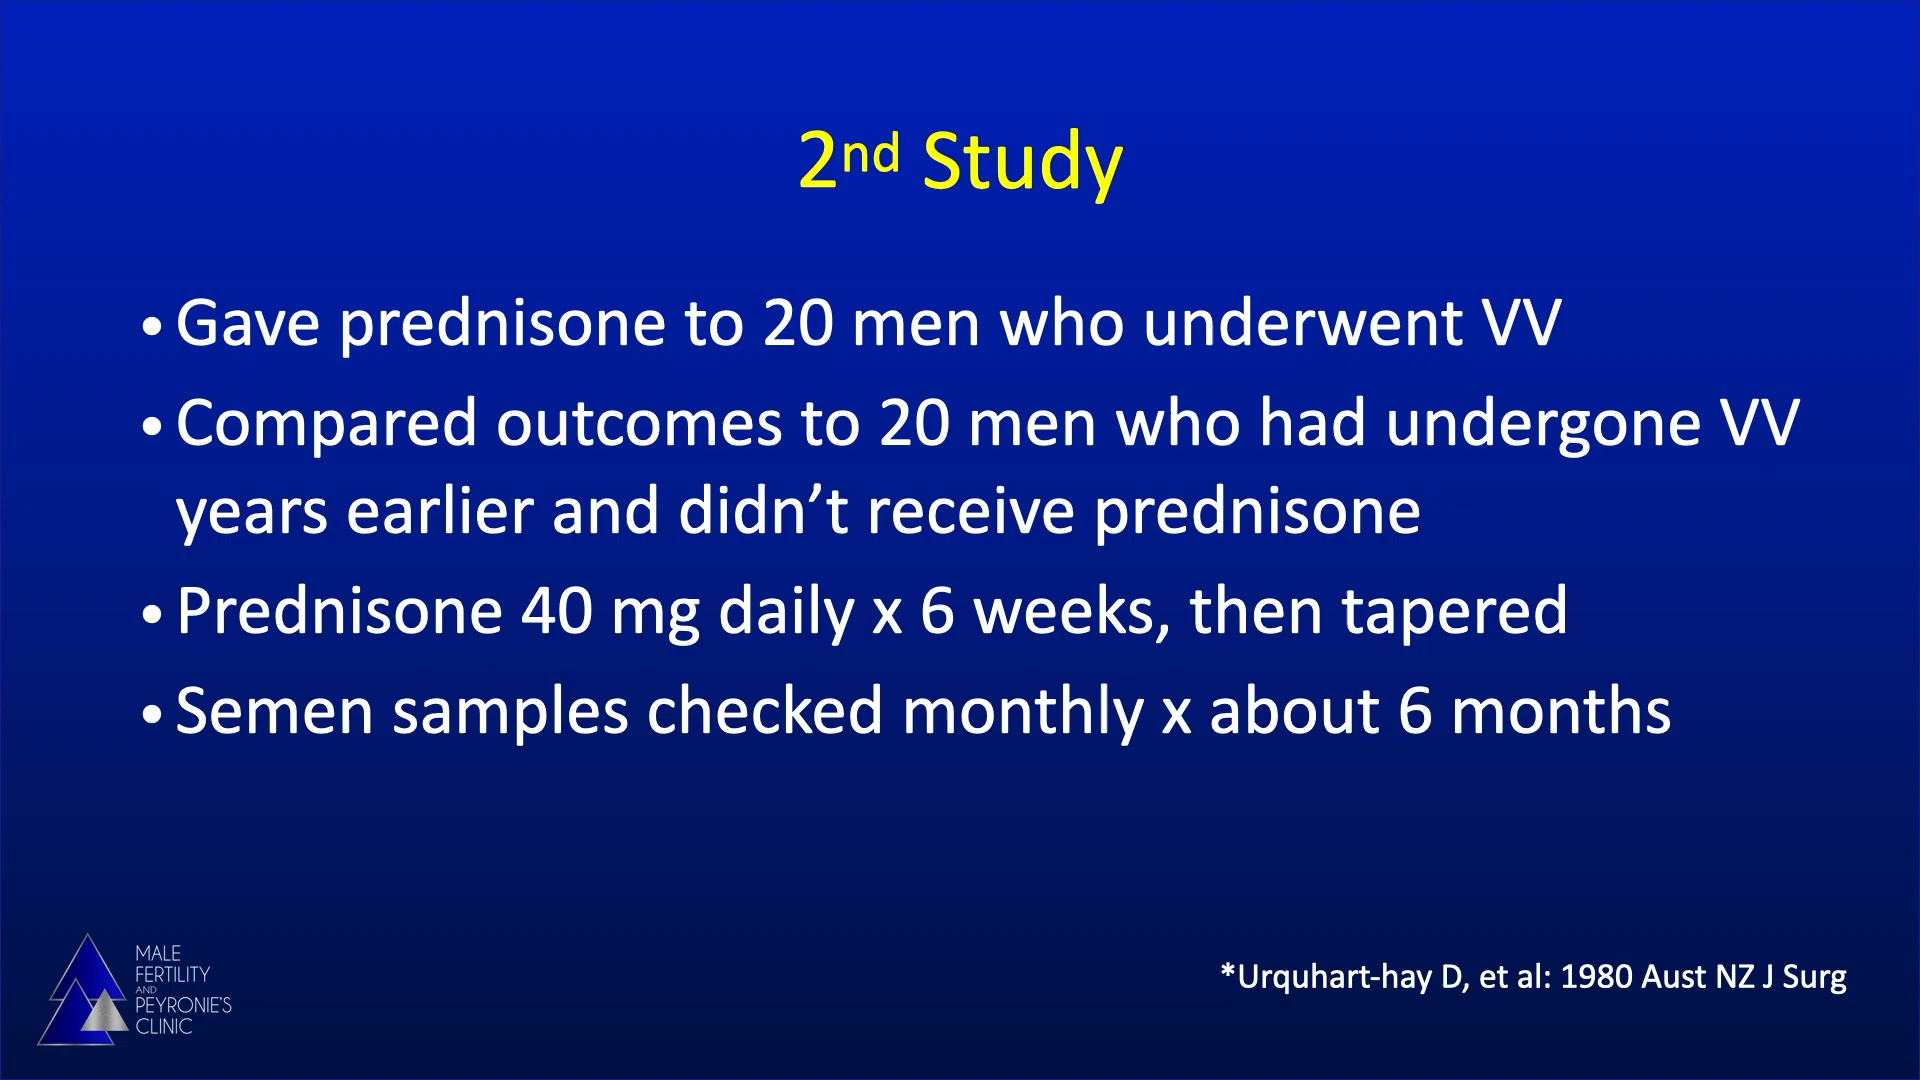 2nd Study
• Gave prednisone to 20 men who underwent VV
• Compared outcomes to 20 men who had undergone VV
years earlier and didn’t receive prednisone
• Prednisone 40 mg daily x 6 weeks, then tapered
• Semen samples checked monthly x about 6 months
MALE
FERTILITY
AND
PEYRONIE'S
CLINIC
*Urquhart-hay D, et al: 1980 Aust NZ J Surg